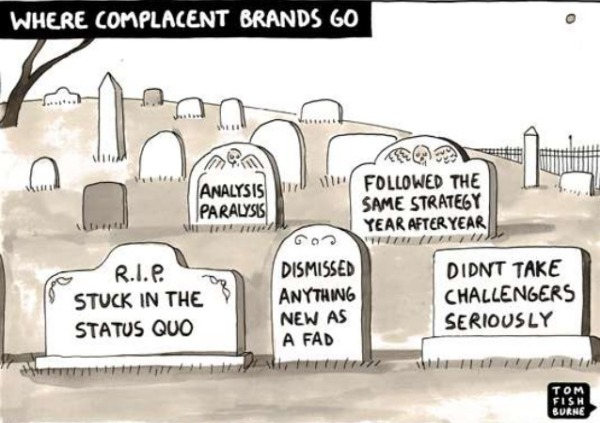 WHERE COMPLACENT BRANDS GO
ANALYSIS
PARALYSIS
FOLLOWED THE
SAME STRATEGY
YEAR AFTER YEAR
R.I.P.
STUCK IN THE
STATUS QUO
DISMISSED
ANYTHING
NEW AS
A FAD
DIDNT TAKE
CHALLENGERS
SERIOUSLY
TOM
FISH
BURNE